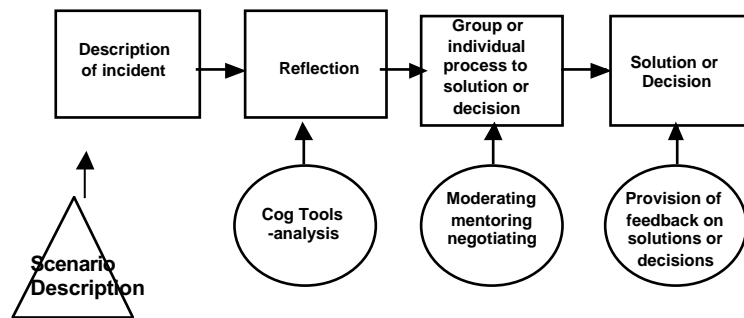 Description
of incident
Reflection
Group or
individual
process to
solution or
decision
Solution or
Decision
Cog Tools
-analysis
Moderating
mentoring
negotiating
Provision of
feedback on
solutions or
decisions
Scenario
Description